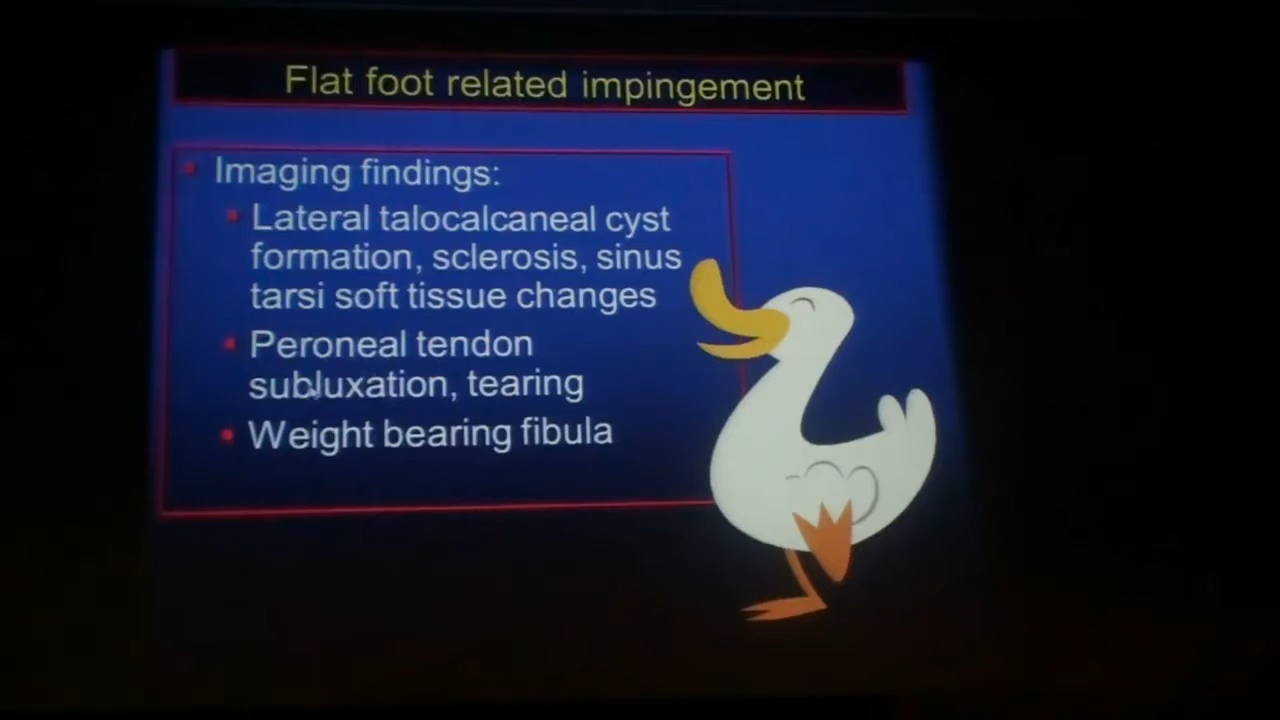 Flat foot related impingement
Imaging findings:
Lateral talocalcaneal cyst
formation, sclerosis, sinus
tarsi soft tissue changes
Peroneal tendon
subluxation, tearing
Weight bearing fibula